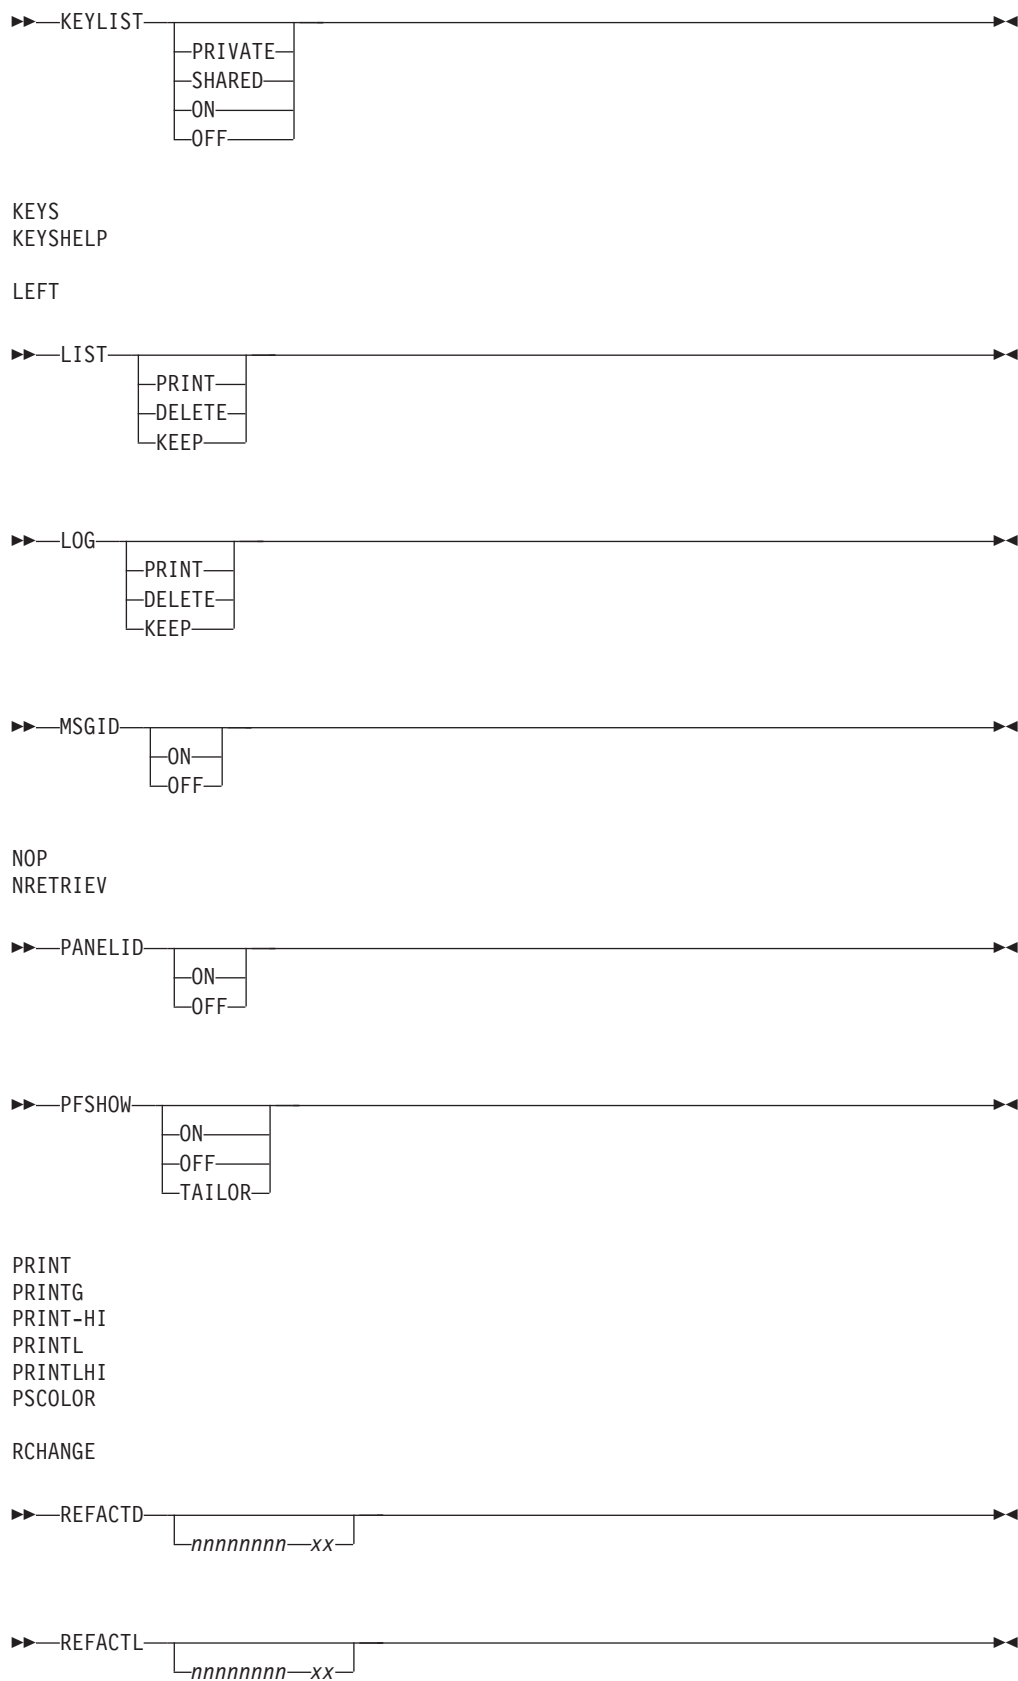 KEYLIST
PRIVATE
SHARED
ON
OFF
KEYS
KEYSHELP
LEFT
LIST
PRINT
DELETE
KEEP
LOG
PRINT
DELETE
KEEP
MSGID
ON
OFF
NOP
NRETRIEV
PANELID
ON
OFF
PFSHOW
ON
OFF
TAILOR
PRINT
PRINTG
PRINT-HI
PRINTL
PRINTLHI
PSCOLOR
RCHANGE
REFACTD
nnnnnnnn xx
REFACTL
nnnnnnnn xx